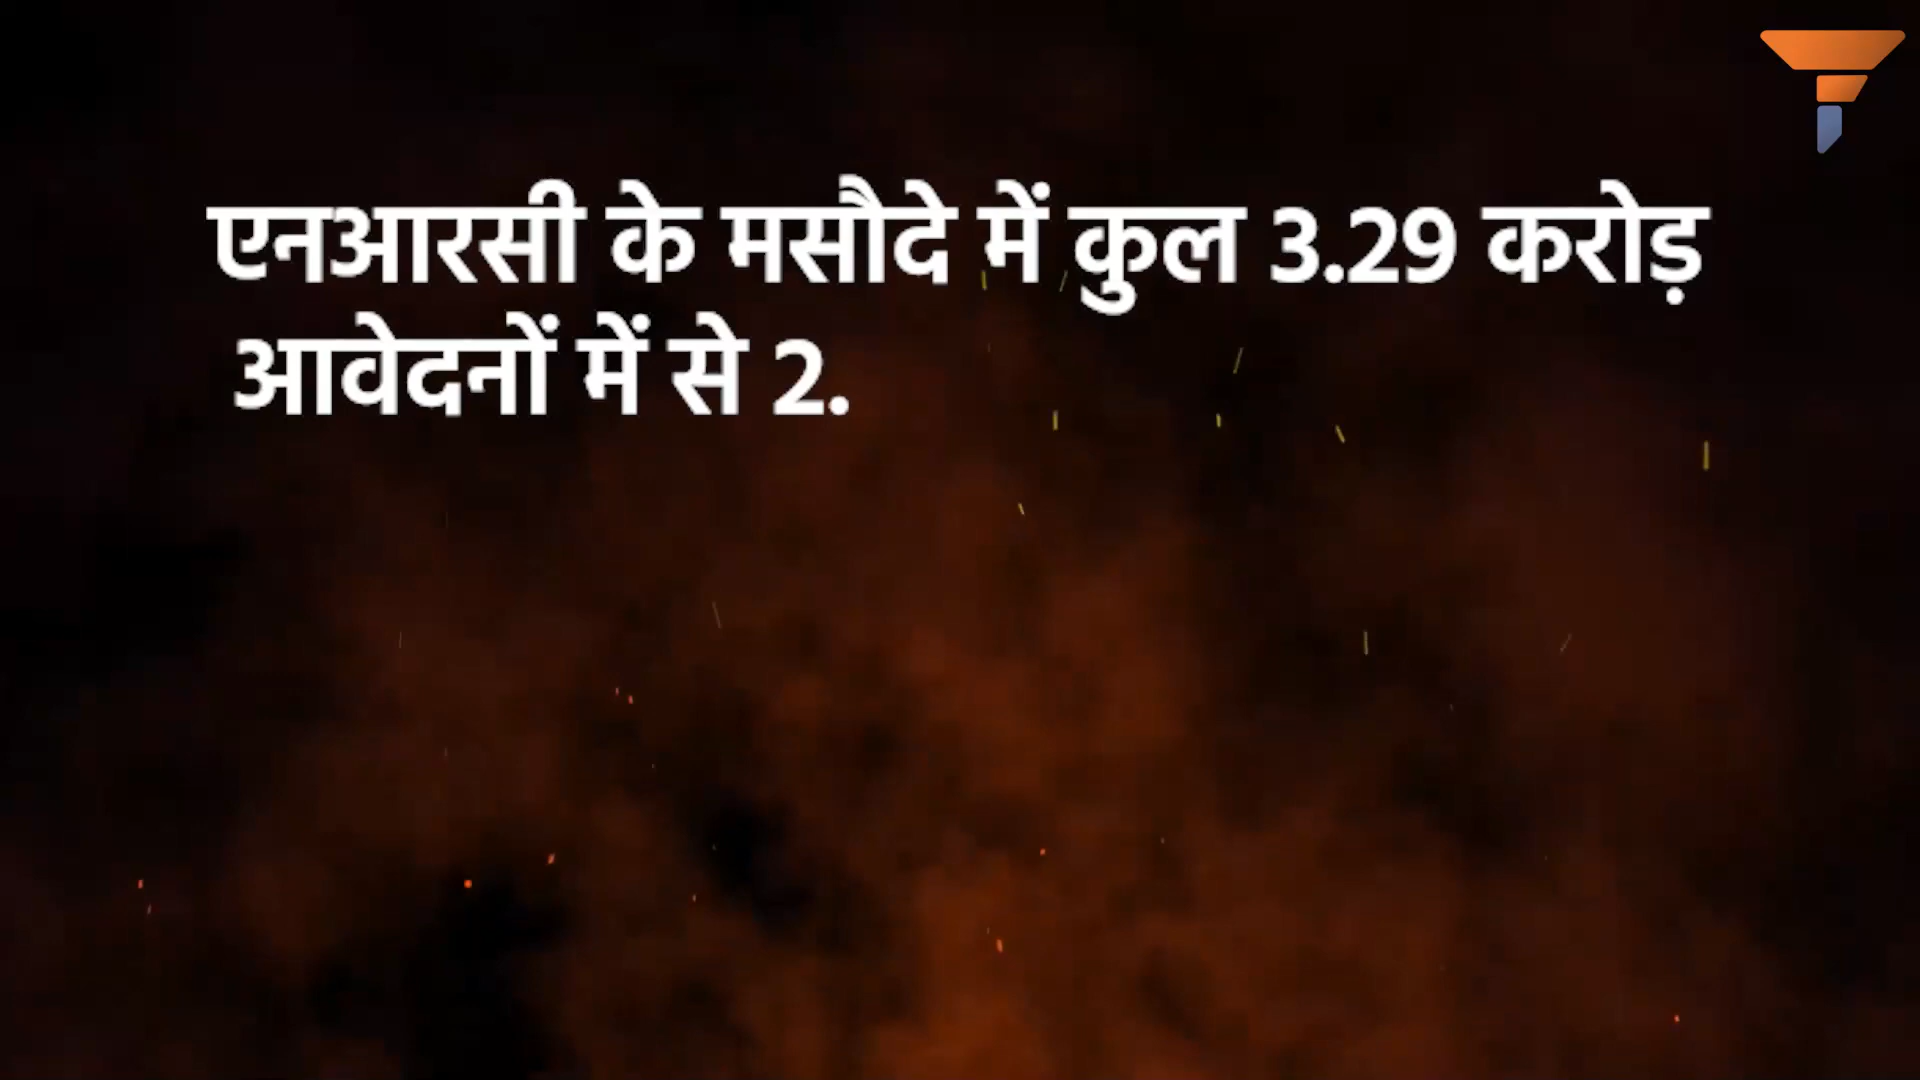 एनआरसी के मसौदे में कुल 3.29 करोड़
आवेदनों में से 2.